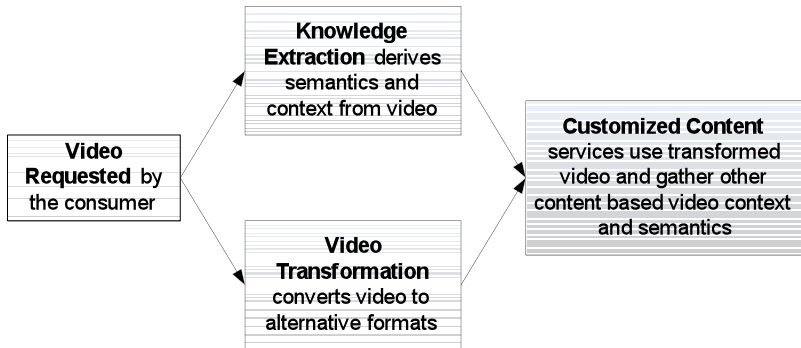 Video
Requested by
the consumer
Knowledge
Extraction derives
semantics and
context from video
Video
Transformation
converts video to
alternative formats
Customized Content
services use transformed
video and gather other
content based video context
and semantics